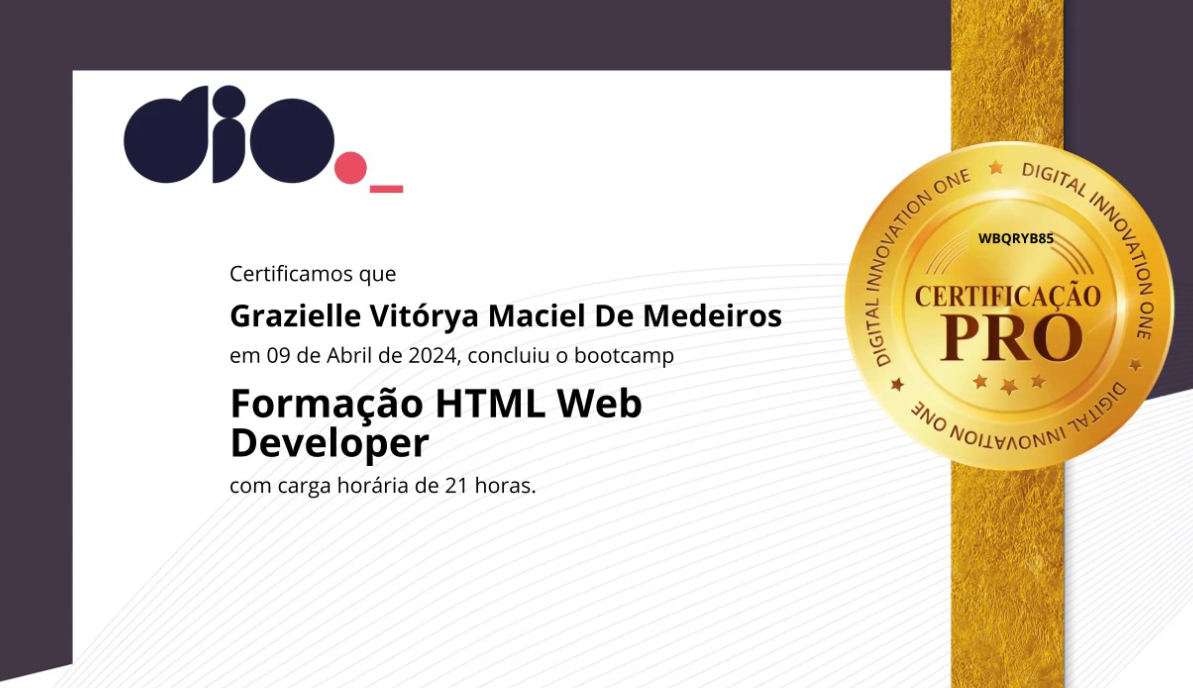 dio._
Certificamos que
Grazielle Vitórya Maciel De Medeiros
em 09 de Abril de 2024, concluiu o bootcamp
Formação HTML Web
Developer
com carga horária de 21 horas.
DIGITAL INNOVATION ONE
DIGITAL INNOVATION ONE
DIGITAL INNOVATION ONE
WBQRYB85
CERTIFICAÇÃO
PRO